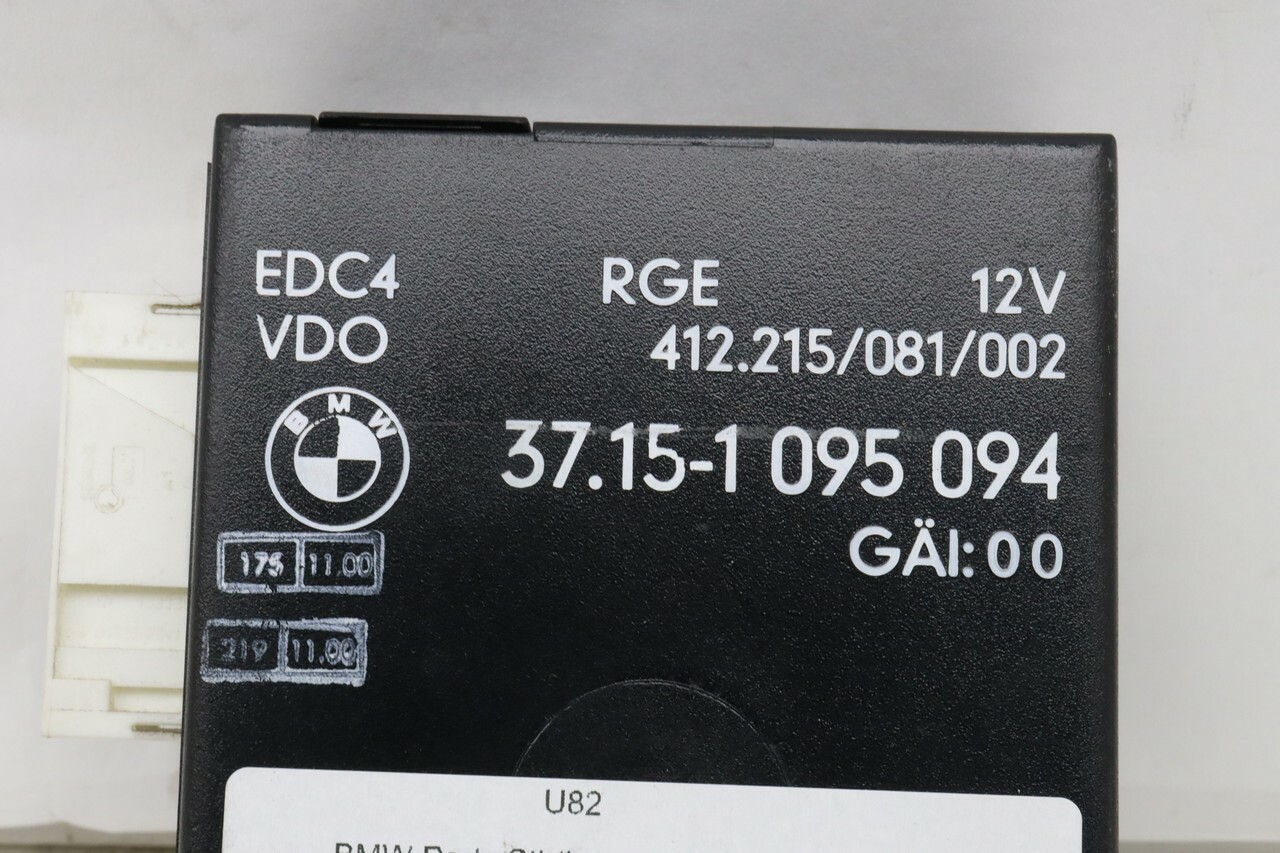 EDC4 RGE 12V
VDO 412.215/081/002
BMW
37.15-1 095 094
GÄI: 00
175 11.00
219 11.00
U82
BMW